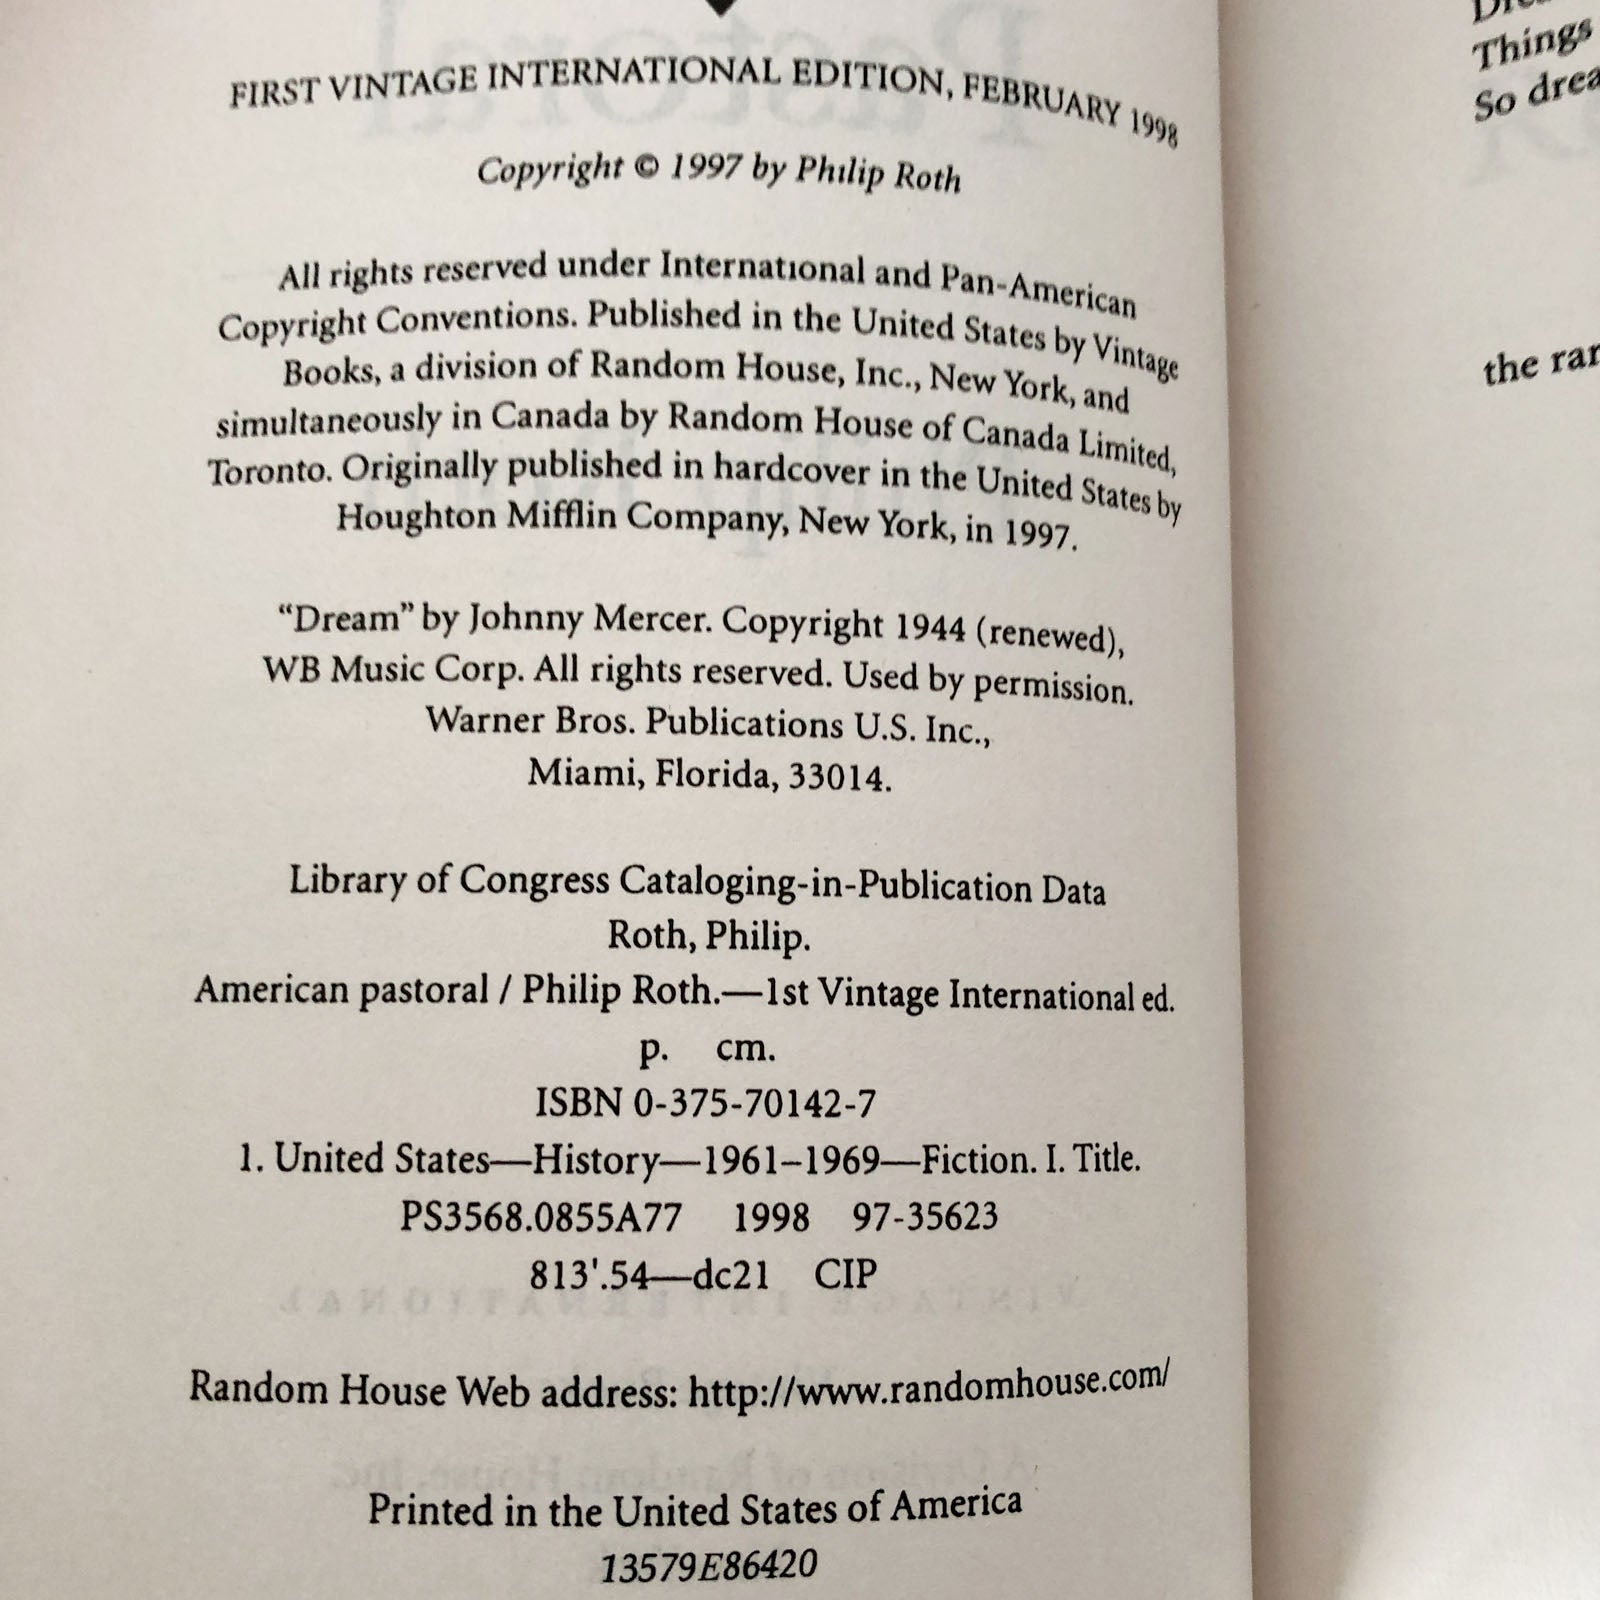 FIRST VINTAGE INTERNATIONAL EDITION, FEBRUARY 1998
Copyright © 1997 by Philip Roth
All rights reserved under International and Pan-American
Copyright Conventions. Published in the United States by Vintage
Books, a division of Random House, Inc., New York, and
simultaneously in Canada by Random House of Canada Limited,
Toronto. Originally published in hardcover in the United States by
Houghton Mifflin Company, New York, in 1997.
“Dream” by Johnny Mercer. Copyright 1944 (renewed),
WB Music Corp. All rights reserved. Used by permission.
Warner Bros. Publications U.S. Inc.,
Miami, Florida, 33014.
Library of Congress Cataloging-in-Publication Data
Roth, Philip.
American pastoral / Philip Roth.—1st Vintage International ed.
p. cm.
ISBN 0-375-70142-7
1. United States—History—1961–1969—Fiction. I. Title.
PS3568.0855A77 1998 97-35623
813'.54—dc21 CIP
Random House Web address: http://www.randomhouse.com/
Printed in the United States of America
13579E86420
Things
So
the